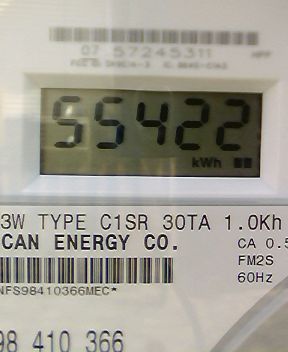 07 57245311
55422
kWh
3W TYPE C1SR 30TA 1.0Kh
CAN ENERGY CO.
CA 0.5
FM2S
60Hz
NFS98410366MEC*
98 410 366